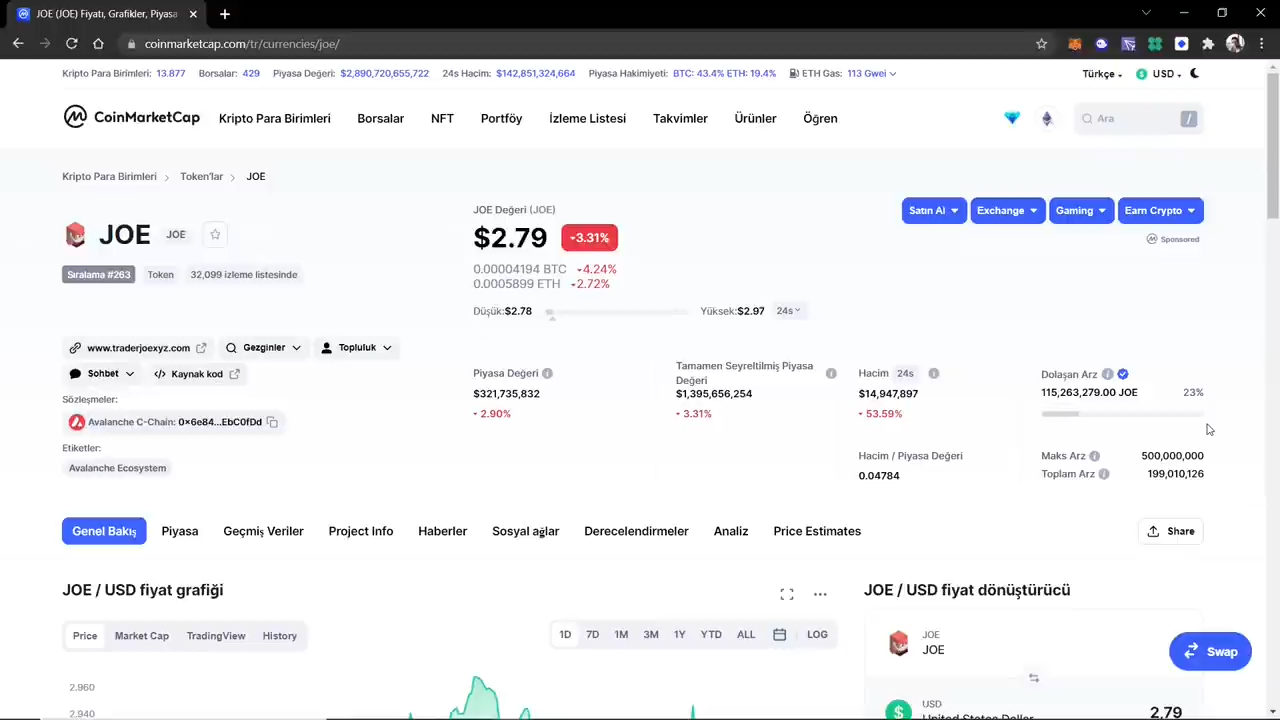 JOE (JOE) Fiyatı, Grafikler, Piyasa
coinmarketcap.com/tr/currencies/joe/
Kripto Para Birimleri: 13.877 Borsalar: 429 Piyasa Değeri: $2,890,720,655,722 24s Hacim: $142,851,324,664 Piyasa Hakimiyeti: BTC: 43.4% ETH: 19.4% ETH Gas: 113 Gwei Türkçe USD
CoinMarketCap Kripto Para Birimleri Borsalar NFT Portföy İzleme Listesi Takvimler Ürünler Öğren Ara /
Kripto Para Birimleri Token'lar JOE
JOE JOE
Sıralama #263 Token 32,099 izleme listesinde
JOE Değeri (JOE)
$2.79 3.31%
0.00004194 BTC 4.24%
0.0005899 ETH 2.72%
Düşük:$2.78 Yüksek:$2.97 24s
Satın Al Exchange Gaming Earn Crypto
Sponsored
www.traderjoexyz.com Gezginler Topluluk
Sohbet Kaynak kod
Sözleşmeler:
Avalanche C-Chain: 0x6e84...EbC0fDd
Etiketler:
Avalanche Ecosystem
Piyasa Değeri
$321,735,832
2.90%
Tamamen Seyreltilmiş Piyasa
Değeri
$1,395,656,254
3.31%
Hacim 24s
$14,947,897
53.59%
Hacim / Piyasa Değeri
0.04784
Dolaşan Arz
115,263,279.00 JOE 23%
Maks Arz 500,000,000
Toplam Arz 199,010,126
Genel Bakış Piyasa Geçmiş Veriler Project Info Haberler Sosyal ağlar Derecelendirmeler Analiz Price Estimates Share
JOE / USD fiyat grafiği
Price Market Cap TradingView History 1D 7D 1M 3M 1Y YTD ALL LOG
2.960
2.940
JOE / USD fiyat dönüştürücü
JOE
JOE
Swap
USD
United States Dollar 2.79